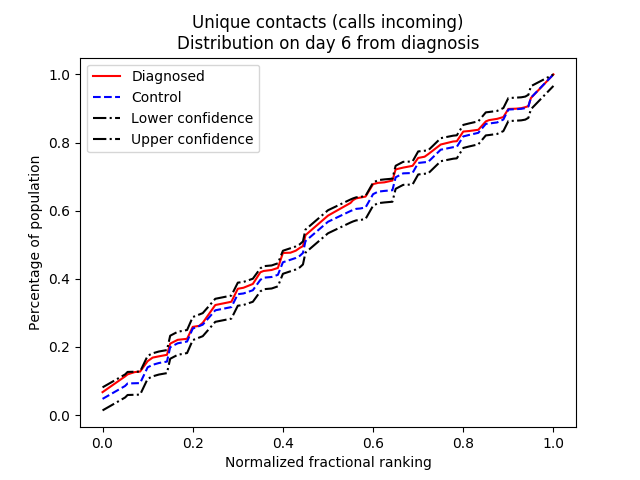 Unique contacts (calls incoming)
Distribution on day 6 from diagnosis
Diagnosed
Control
Lower confidence
Upper confidence
Percentage of population
1.0
0.8
0.6
0.4
0.2
0.0
0.0 0.2 0.4 0.6 0.8 1.0
Normalized fractional ranking